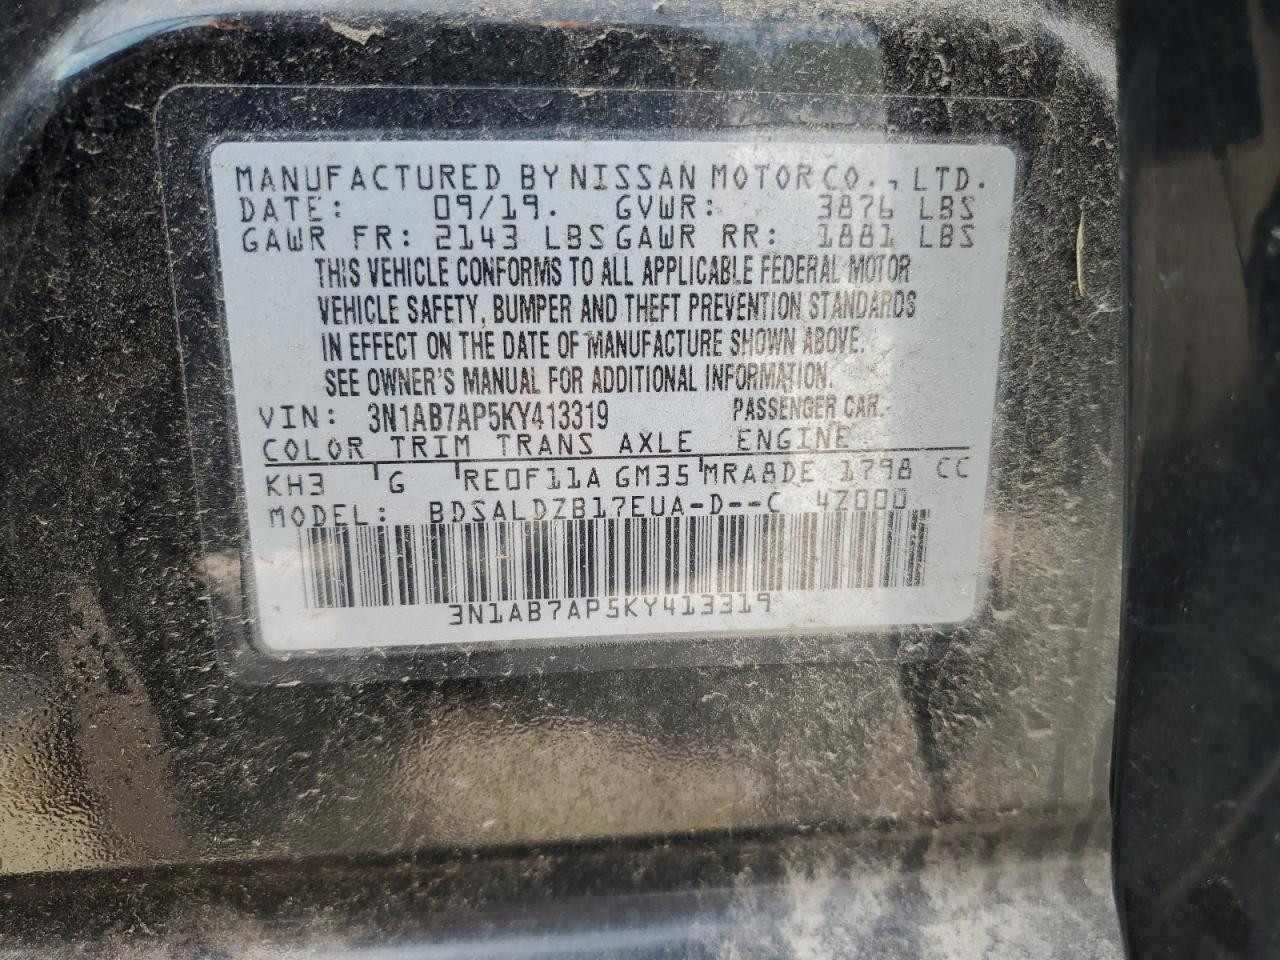 MANUFACTURED BY NISSAN MOTOR CO., LTD.
DATE: 09/19. GVWR: 3876 LBS
GAWR FR: 2143 LBS GAWR RR: 1881 LBS
THIS VEHICLE CONFORMS TO ALL APPLICABLE FEDERAL MOTOR
VEHICLE SAFETY, BUMPER AND THEFT PREVENTION STANDARDS
IN EFFECT ON THE DATE OF MANUFACTURE SHOWN ABOVE.
SEE OWNER'S MANUAL FOR ADDITIONAL INFORMATION.
VIN: 3N1AB7AP5KY413319 PASSENGER CAR.
COLOR TRIM TRANS AXLE ENGINE
KH3 G RE0F11A GM35 MRA8DE 1798 CC
MODEL: BDSALDZB17EUA-D--C 4Z000
3N1AB7AP5KY413319